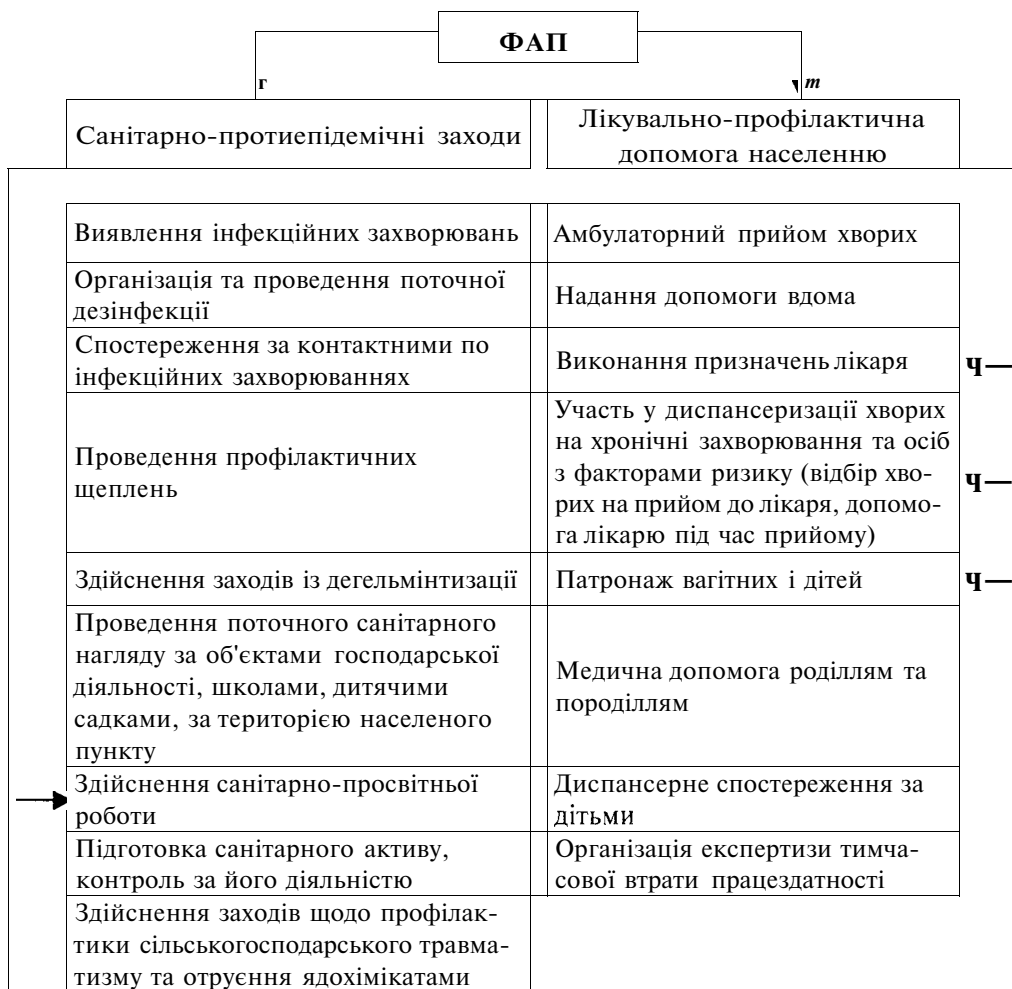 ФАП
г
т
Санітарно-протиепідемічні заходи
Лікувально-профілактична
допомога населенню
Виявлення інфекційних захворювань
Амбулаторний прийом хворих
Організація та проведення поточної
дезінфекції
Надання допомоги вдома
Спостереження за контактними по
інфекційних захворюваннях
Виконання призначень лікаря
ч—
Проведення профілактичних
щеплень
Участь у диспансеризації хворих
на хронічні захворювання та осіб
з факторами ризику (відбір хво-
рих на прийом до лікаря, допомо-
га лікарю під час прийому)
ч—
Здійснення заходів із дегельмінтизації
Патронаж вагітних і дітей
ч—
Проведення поточного санітарного
нагляду за об'єктами господарської
діяльності, школами, дитячими
садками, за територією населеного
пункту
Медична допомога роділлям та
породіллям
Здійснення санітарно-просвітньої
роботи
Диспансерне спостереження за
дітьми
Підготовка санітарного активу,
контроль за його діяльністю
Організація експертизи тимча-
сової втрати працездатності
Здійснення заходів щодо профілак-
тики сільськогосподарського травма-
тизму та отруєння ядохімікатами